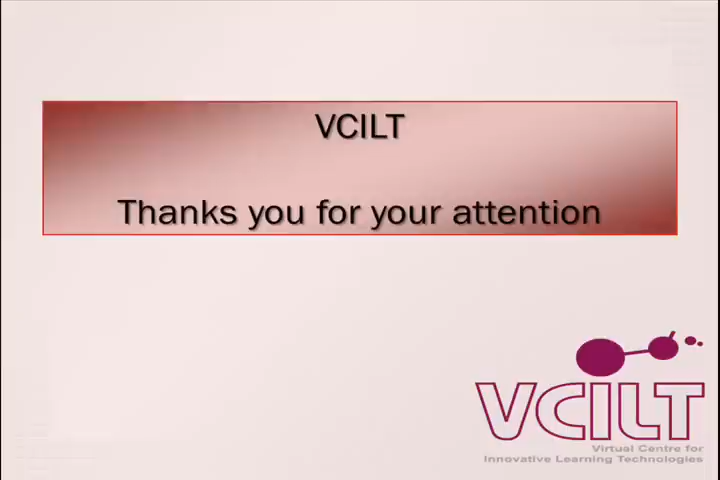 VCILT
Thanks you for your attention
VCILT
Virtual Centre for
Innovative Learning Technologies